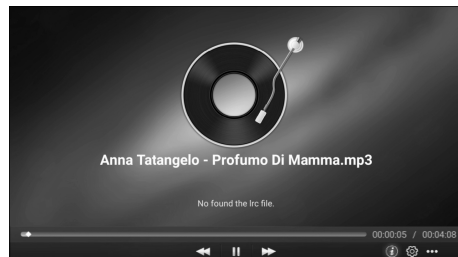 Anna Tatangelo - Profumo Di Mamma.mp3
No found the lrc file.
00:00:05 / 00:04:08